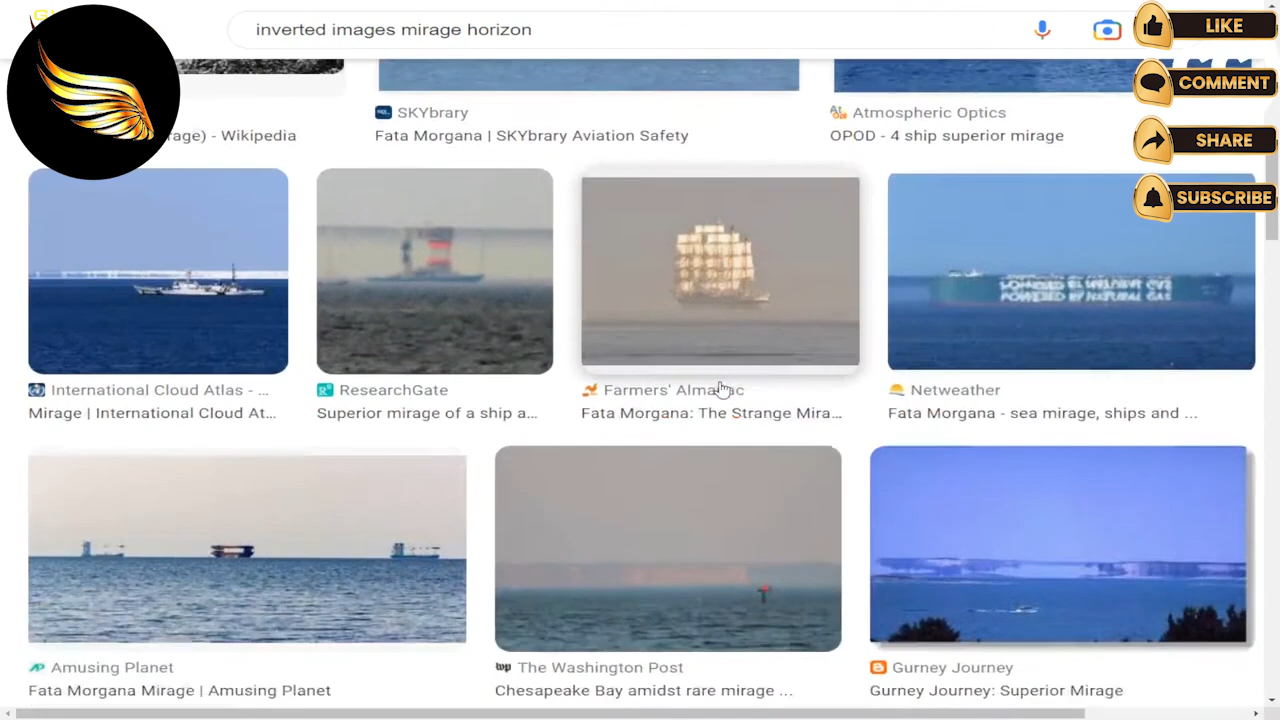 inverted images mirage horizon
LIKE
COMMENT
SHARE
SUBSCRIBE
SKYbrary
Atmospheric Optics
rage) - Wikipedia
Fata Morgana | SKYbrary Aviation Safety
OPOD - 4 ship superior mirage
POWERED BY NATURAL GAS
International Cloud Atlas - ...
ResearchGate
Farmers' Almanac
Netweather
Mirage | International Cloud At...
Superior mirage of a ship a...
Fata Morgana: The Strange Mira...
Fata Morgana - sea mirage, ships and ...
Amusing Planet
wp The Washington Post
Gurney Journey
Fata Morgana Mirage | Amusing Planet
Chesapeake Bay amidst rare mirage ...
Gurney Journey: Superior Mirage